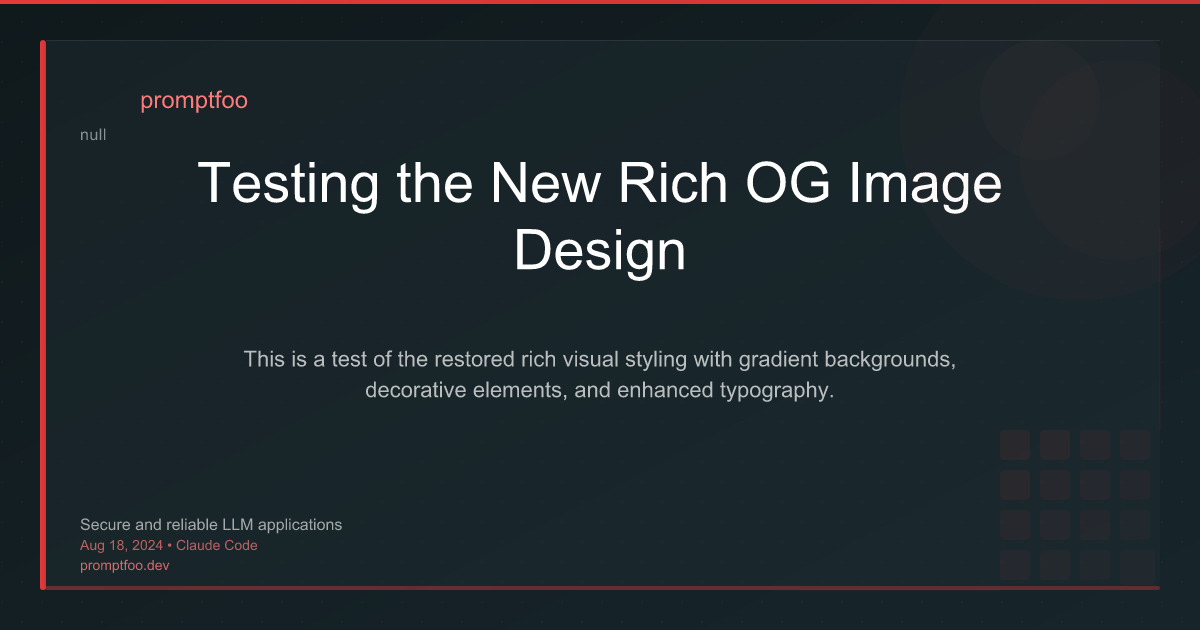 promptfoo
null
Testing the New Rich OG Image
Design
This is a test of the restored rich visual styling with gradient backgrounds,
decorative elements, and enhanced typography.
Secure and reliable LLM applications
Aug 18, 2024 • Claude Code
promptfoo.dev